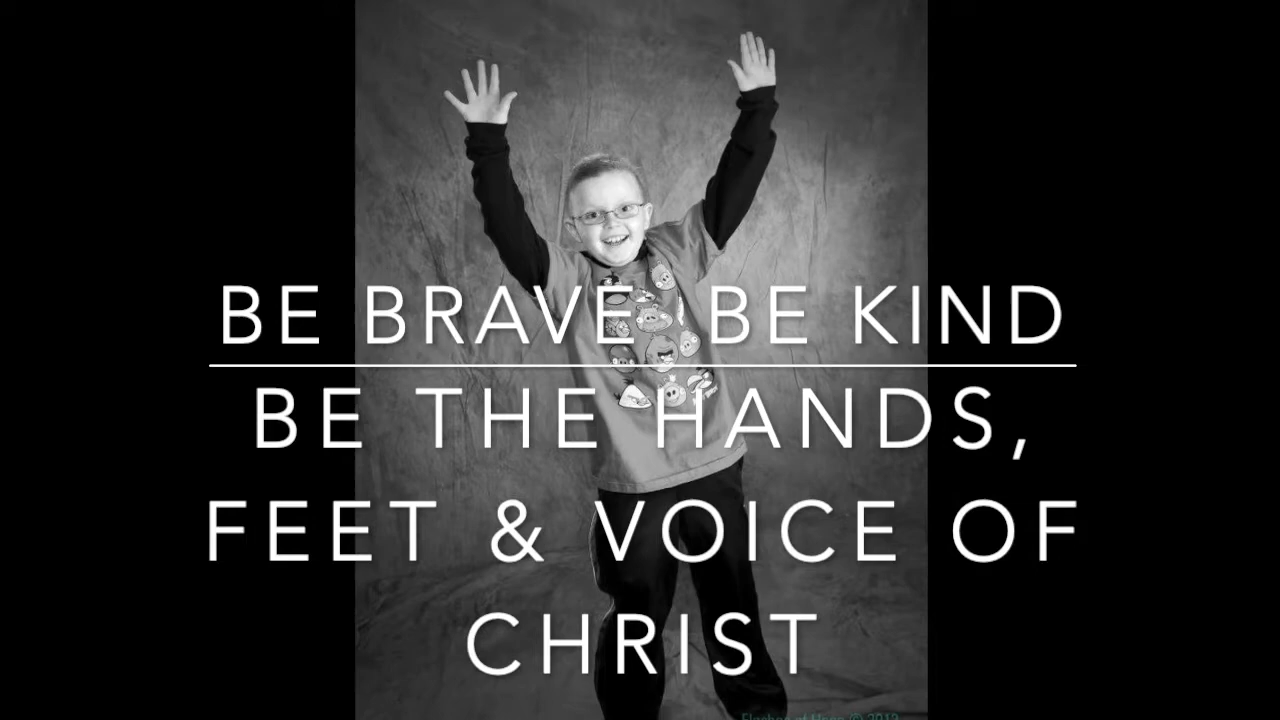 BE BRAVE BE KIND
BE THE HANDS,
FEET & VOICE OF
CHRIST